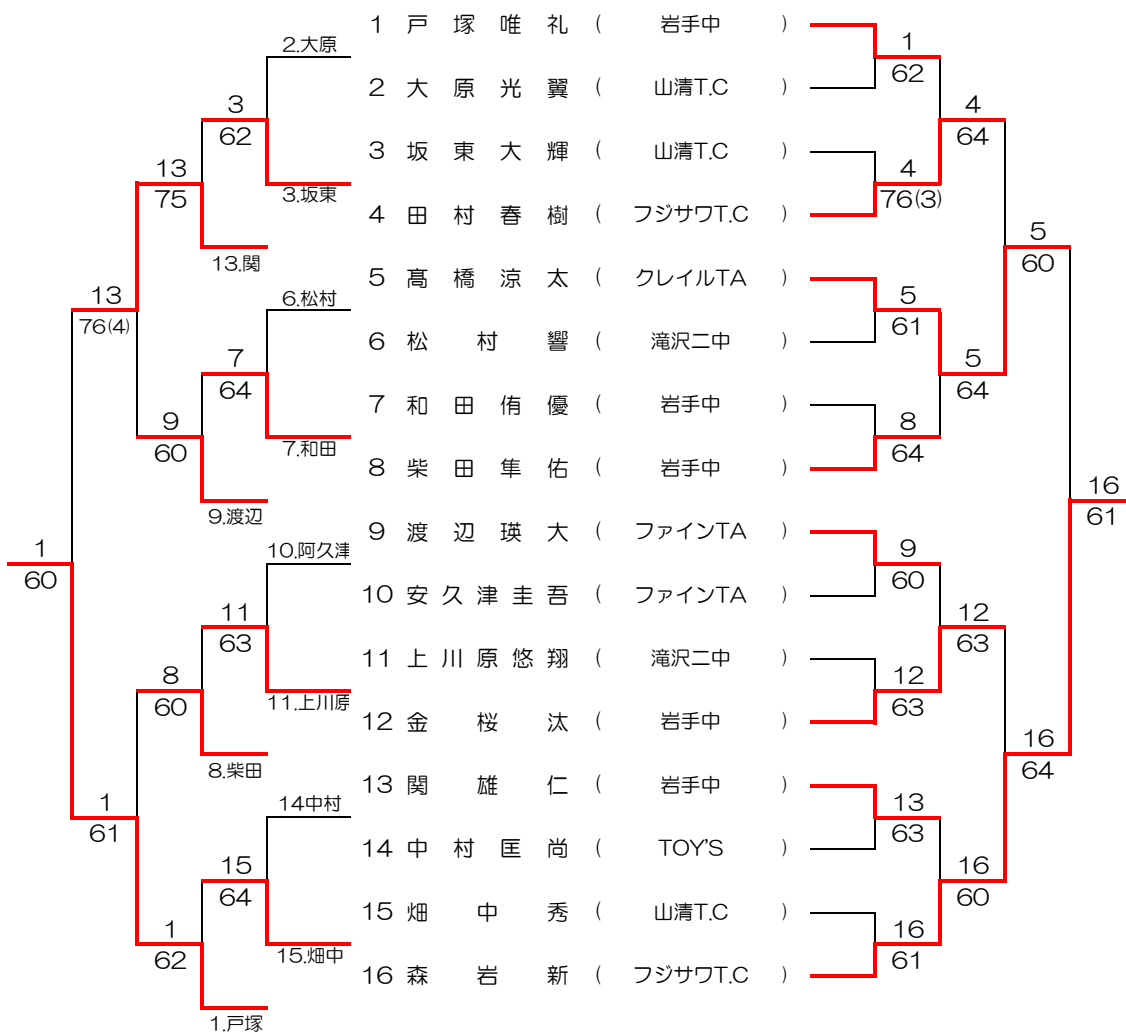 1 戸塚唯礼 ( 岩手中 )
2 大原光翼 ( 山清T.C )
3 坂東大輝 ( 山清T.C )
4 田村春樹 ( フジサワT.C )
5 髙橋涼太 ( クレイルTA )
6 松村響 ( 滝沢二中 )
7 和田侑優 ( 岩手中 )
8 柴田隼佑 ( 岩手中 )
9 渡辺瑛大 ( ファインTA )
10 安久津圭吾 ( ファインTA )
11 上川原悠翔 ( 滝沢二中 )
12 金桜汰 ( 岩手中 )
13 関雄仁 ( 岩手中 )
14 中村匡尚 ( TOY'S )
15 畑中秀 ( 山清T.C )
16 森岩新 ( フジサワT.C )
1
62
4
76(3)
5
61
8
64
9
60
12
63
13
63
16
61
4
64
5
64
12
63
16
60
5
60
16
64
16
61
2.大原
3
62
3.坂東
13
75
13.関
13
76(4)
6.松村
7
64
7.和田
9
60
9.渡辺
1
60
10.阿久津
11
63
11.上川原
8
60
8.柴田
1
61
14中村
15
64
15.畑中
1
62
1.戸塚